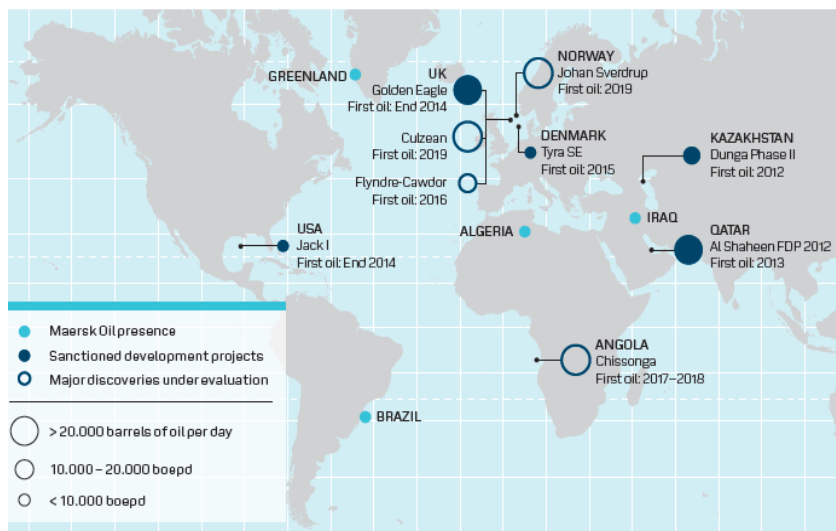 GREENLAND
UK
Golden Eagle
First oil: End 2014
Culzean
First oil: 2019
Flyndre-Cawdor
First oil: 2016
NORWAY
Johan Sverdrup
First oil: 2019
DENMARK
Tyra SE
First oil: 2015
KAZAKHSTAN
Dunga Phase II
First oil: 2012
USA
Jack I
First oil: End 2014
ALGERIA
IRAQ
QATAR
Al Shaheen FDP 2012
First oil: 2013
ANGOLA
Chissonga
First oil: 2017–2018
BRAZIL
Maersk Oil presence
Sanctioned development projects
Major discoveries under evaluation
> 20.000 barrels of oil per day
10.000 – 20.000 boepd
< 10.000 boepd